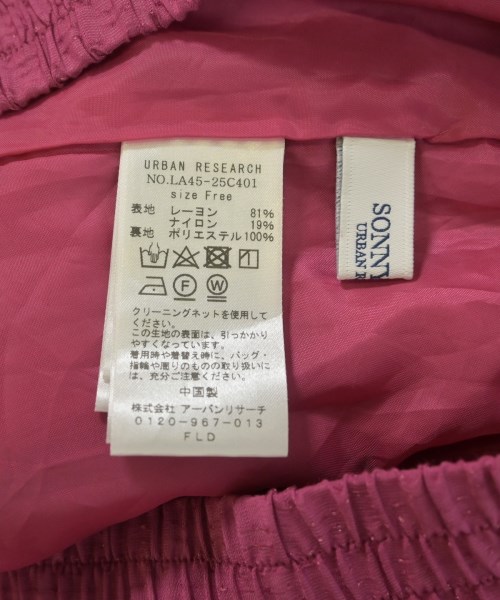 URBAN RESEARCH
NO.LA45-25C401
size Free
表地 レーヨン 81%
ナイロン 19%
裏地 ポリエステル 100%
F W
クリーニングネットを使用して
ください。
この生地の表面は、引っかかり
やすくなっています。
着用時や着替え時に、バッグ・
指輪や周りのものの取り扱いに
は、充分ご注意ください。
中国製
株式会社 アーバンリサーチ
0120-967-013
FLD
SONNY
URBAN R